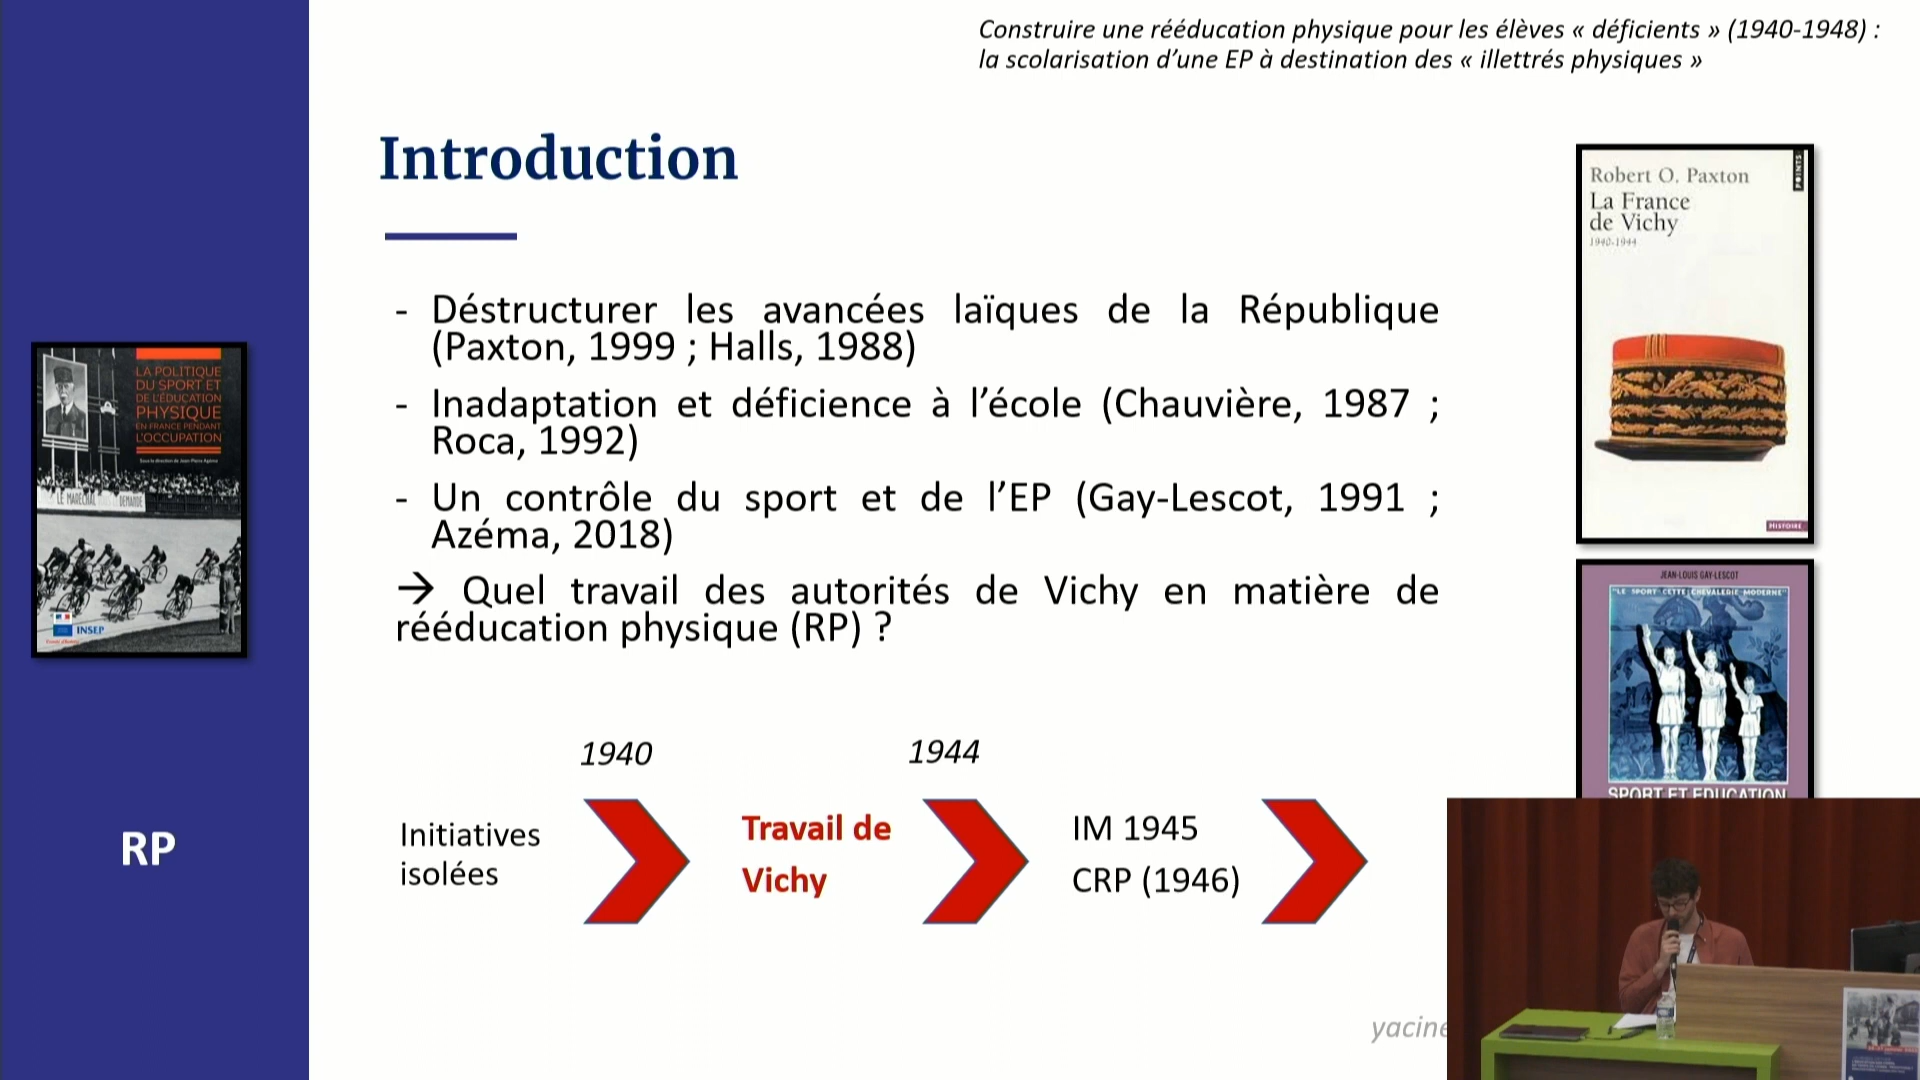 Construire une rééducation physique pour les élèves « déficients » (1940-1948) :
la scolarisation d’une EP à destination des « illettrés physiques »
Introduction
- Déstructurer les avancées laïques de la République
(Paxton, 1999 ; Halls, 1988)
- Inadaptation et déficience à l’école (Chauvière, 1987 ;
Roca, 1992)
- Un contrôle du sport et de l’EP (Gay-Lescot, 1991 ;
Azéma, 2018)
→ Quel travail des autorités de Vichy en matière de
rééducation physique (RP) ?
1940
1944
Initiatives
isolées
Travail de
Vichy
IM 1945
CRP (1946)
RP
LA POLITIQUE
DU SPORT ET
DE L'ÉDUCATION
PHYSIQUE
EN FRANCE PENDANT
L'OCCUPATION
Sous la direction de Jean-Pierre Azéma
LE MARÉCHAL DEMANDE
INSEP
Robert O. Paxton
La France
de Vichy
1940-1944
POINTS
HISTOIRE
JEAN-LOUIS GAY-LESCOT
"LE SPORT CETTE CHEVALERIE MODERNE"
SPORT ET EDUCATION
yacine